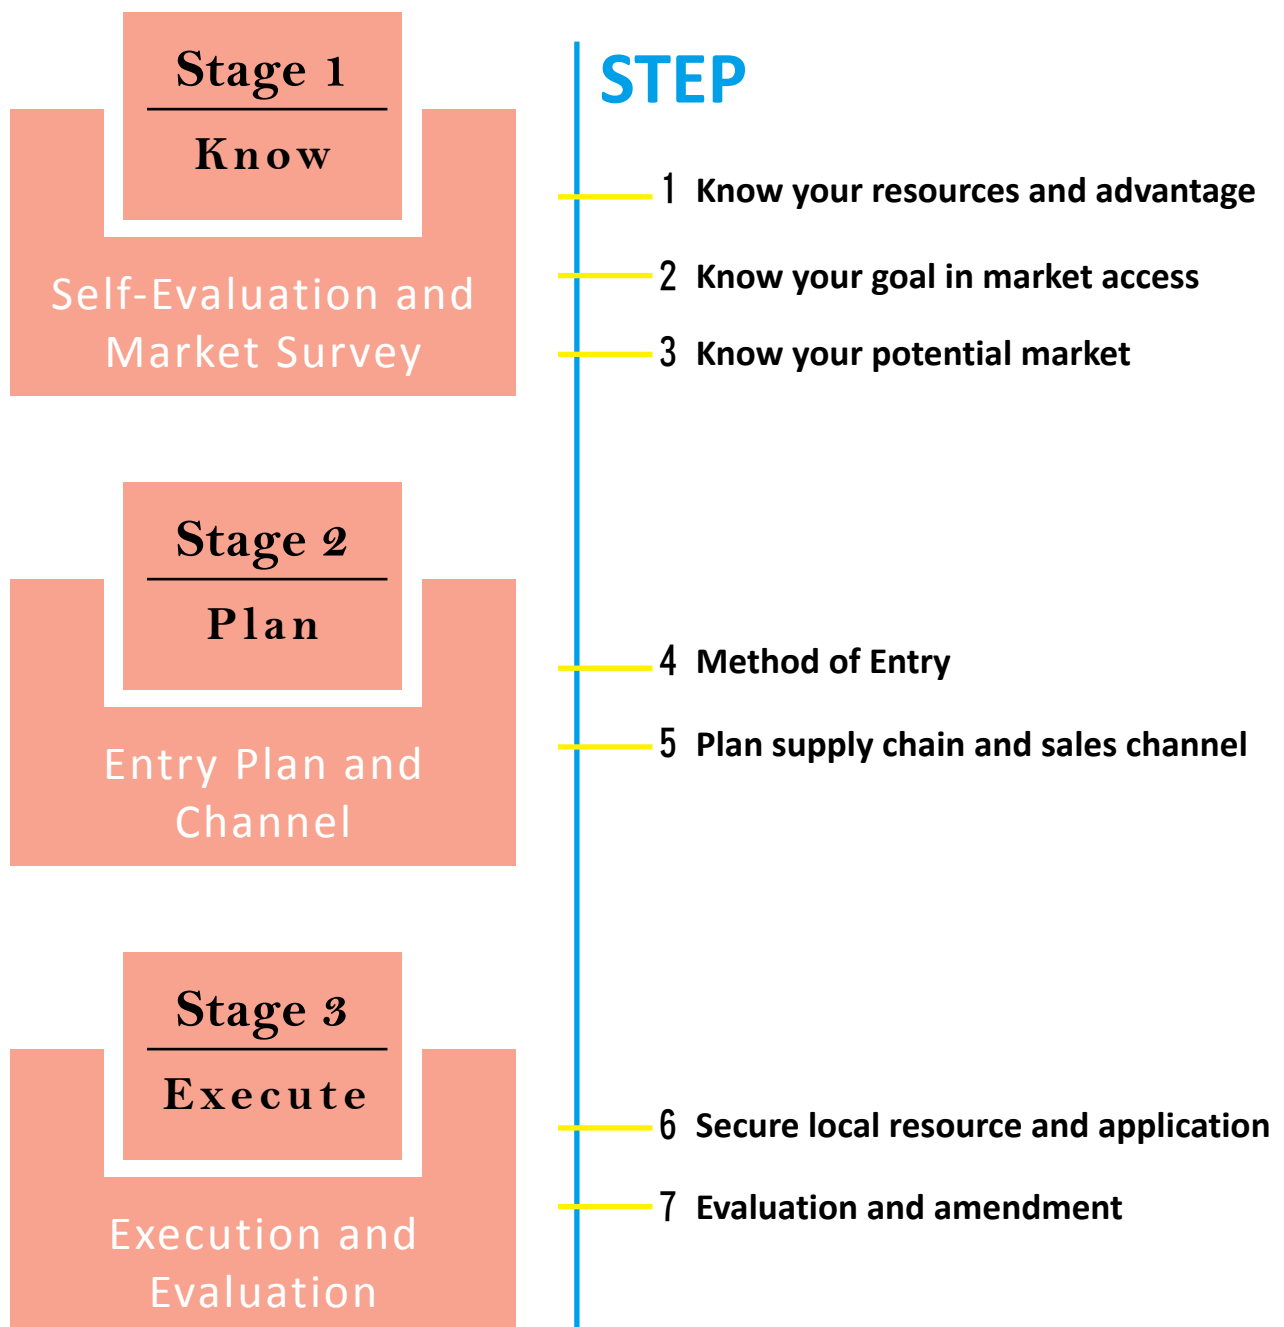 Stage 1
Know
Self-Evaluation and
Market Survey
STEP
1 Know your resources and advantage
2 Know your goal in market access
3 Know your potential market
Stage 2
Plan
Entry Plan and
Channel
4 Method of Entry
5 Plan supply chain and sales channel
Stage 3
Execute
Execution and
Evaluation
6 Secure local resource and application
7 Evaluation and amendment